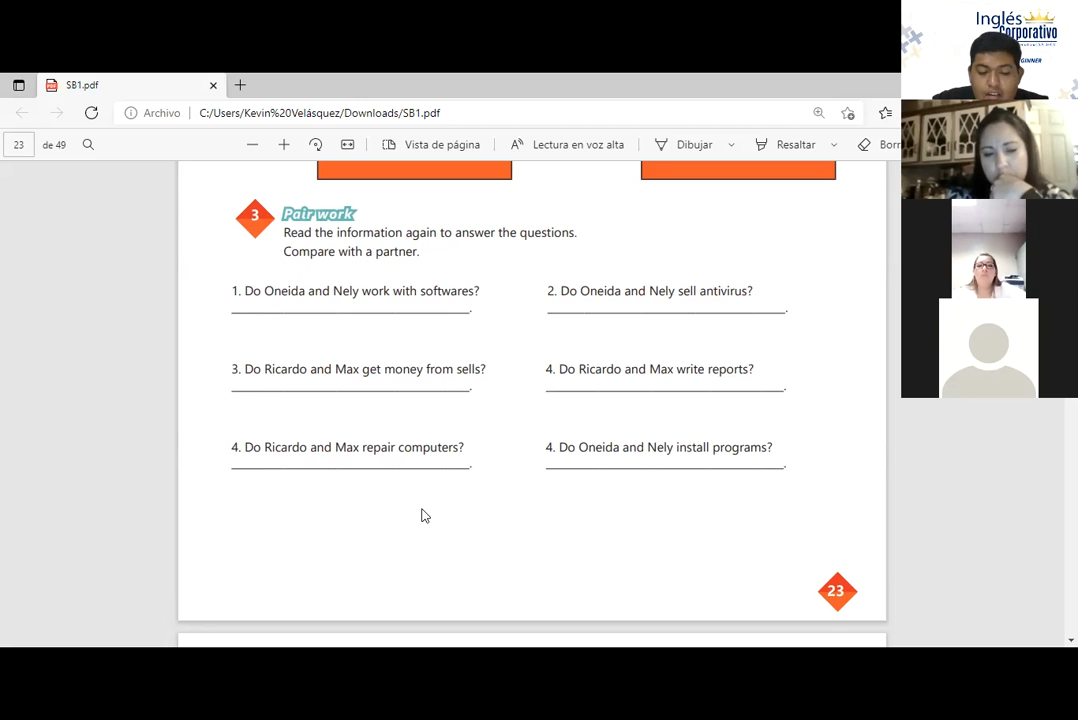 Inglés
Corporativo
GINNER
SB1.pdf
Archivo
C:/Users/Kevin%20Velásquez/Downloads/SB1.pdf
23 de 49
Vista de página
Lectura en voz alta
Dibujar
Resaltar
Borr
3
Pair work
Read the information again to answer the questions.
Compare with a partner.
1. Do Oneida and Nely work with softwares?
2. Do Oneida and Nely sell antivirus?
3. Do Ricardo and Max get money from sells?
4. Do Ricardo and Max write reports?
4. Do Ricardo and Max repair computers?
4. Do Oneida and Nely install programs?
23